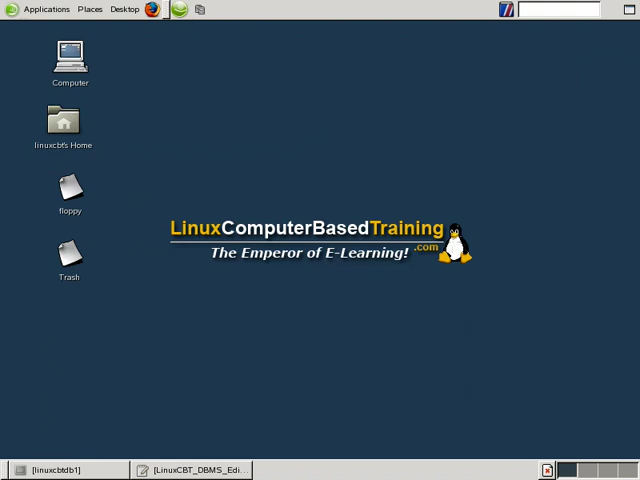 Applications Places Desktop
Computer
linuxcbt's Home
floppy
Trash
LinuxComputerBasedTraining
.com
The Emperor of E-Learning!
[linuxcbtdb1] [LinuxCBT_DBMS_Edi...